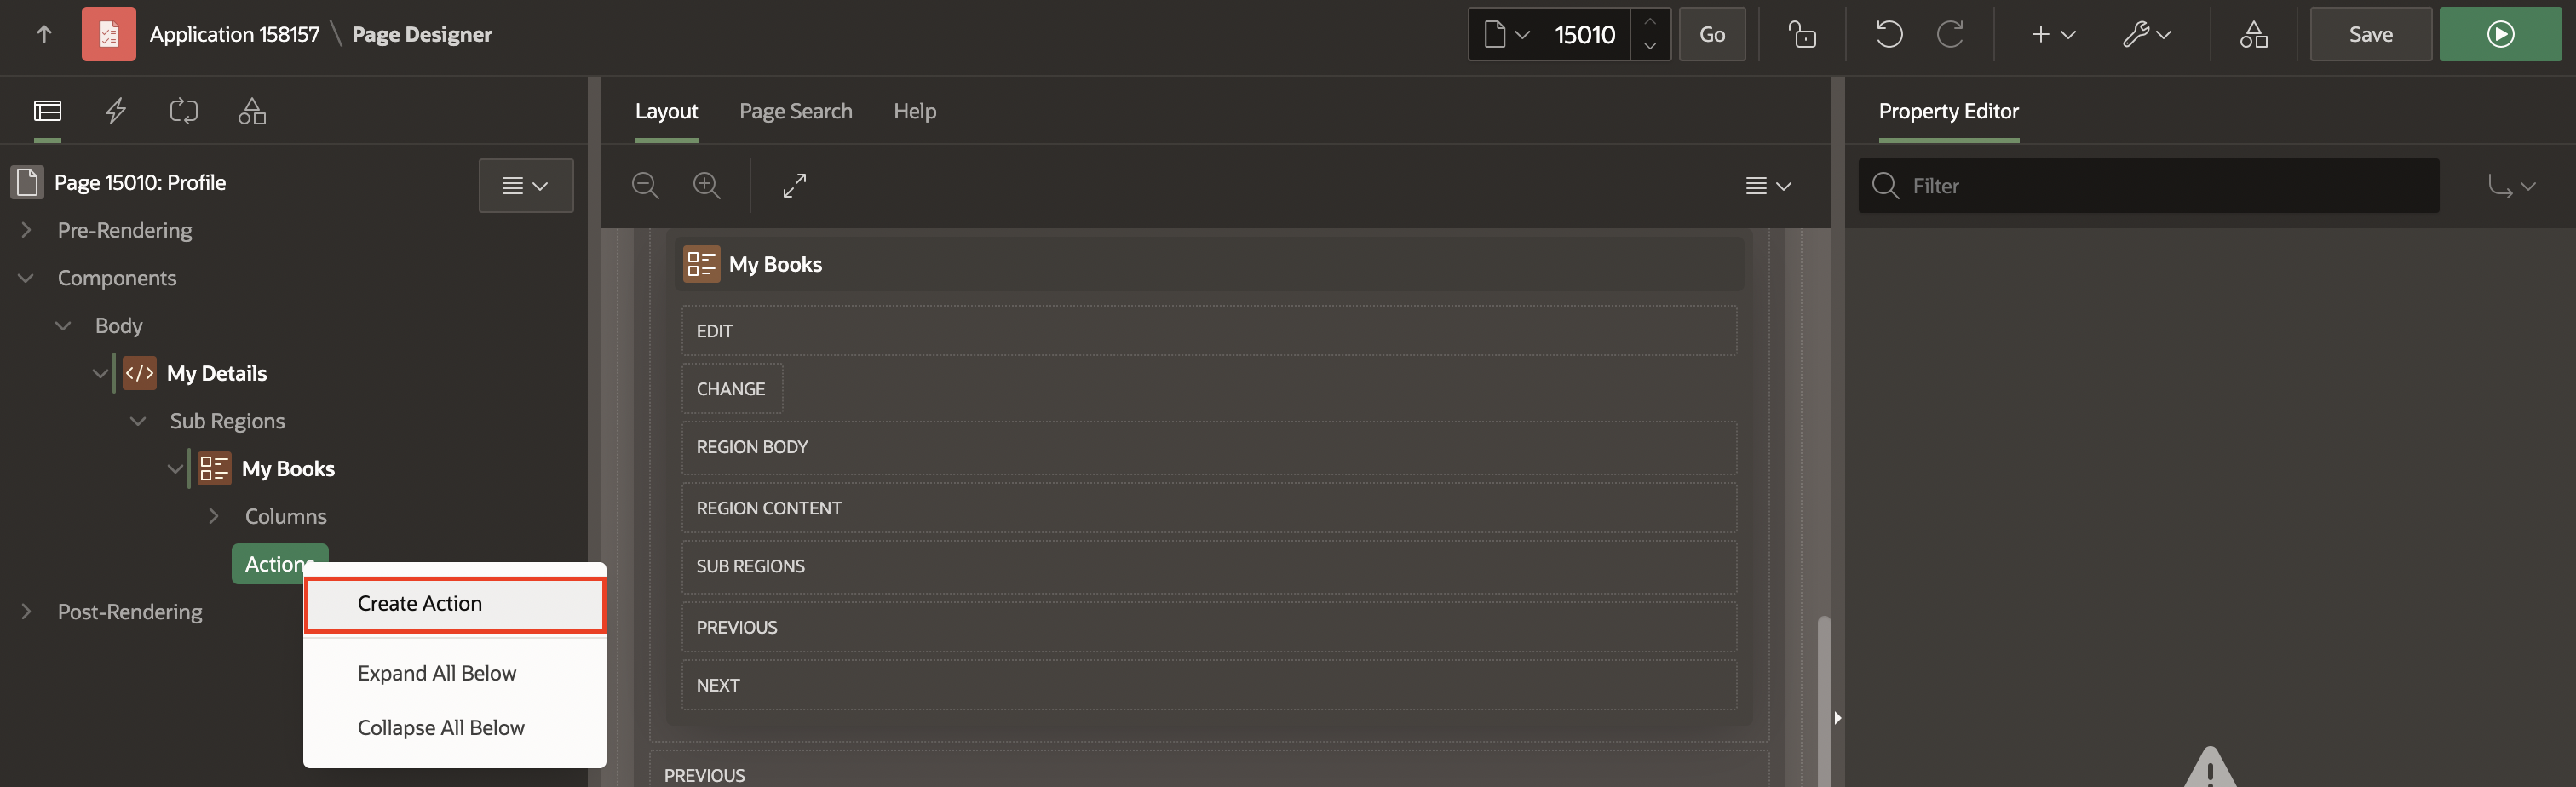 Application 158157 \ Page Designer
15010
Go
Save
Layout
Page Search
Help
Property Editor
Page 15010: Profile
Filter
Pre-Rendering
Components
Body
My Details
Sub Regions
My Books
Columns
Actions
Post-Rendering
Create Action
Expand All Below
Collapse All Below
My Books
EDIT
CHANGE
REGION BODY
REGION CONTENT
SUB REGIONS
PREVIOUS
NEXT
PREVIOUS